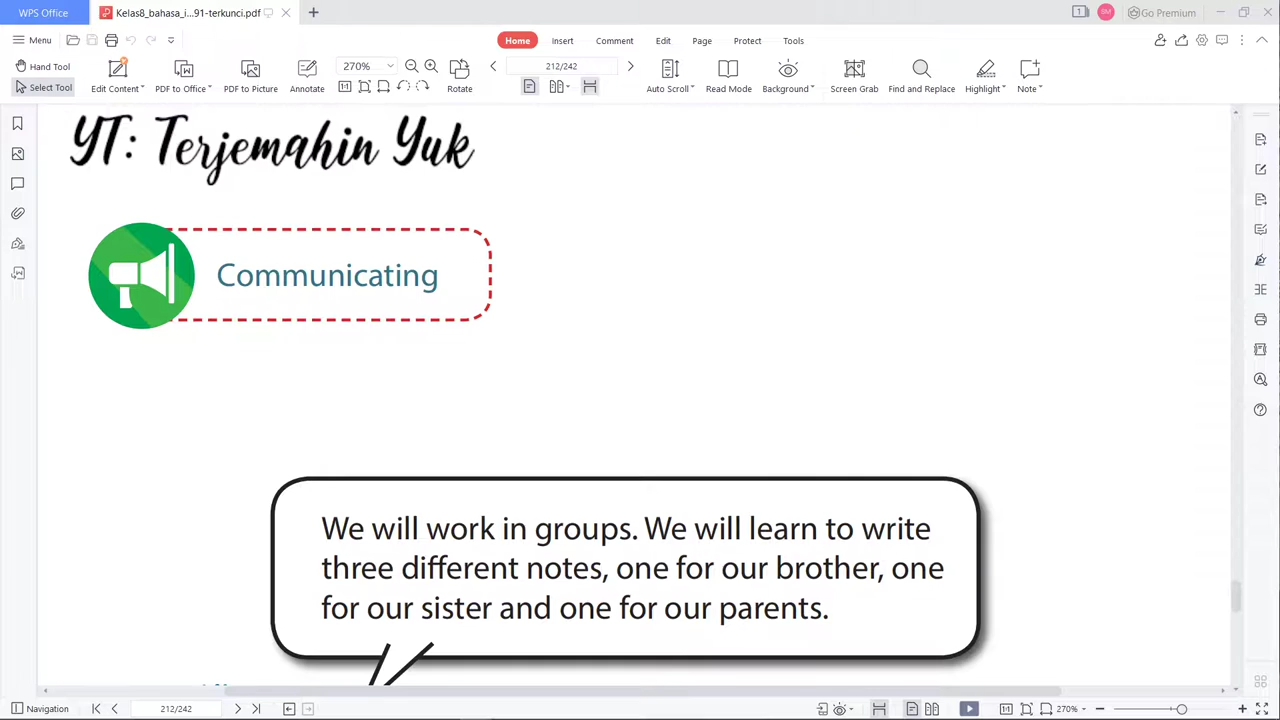 WPS Office
Kelas8_bahasa_i...91-terkunci.pdf
1
BM
Go Premium
Menu
Home
Insert
Comment
Edit
Page
Protect
Tools
Hand Tool
Select Tool
Edit Content
PDF to Office
PDF to Picture
Annotate
270%
Rotate
212/242
Auto Scroll
Read Mode
Background
Screen Grab
Find and Replace
Highlight
Note
YT: Terjemahin Yuk
Communicating
We will work in groups. We will learn to write
three different notes, one for our brother, one
for our sister and one for our parents.
Navigation
212/242
270%